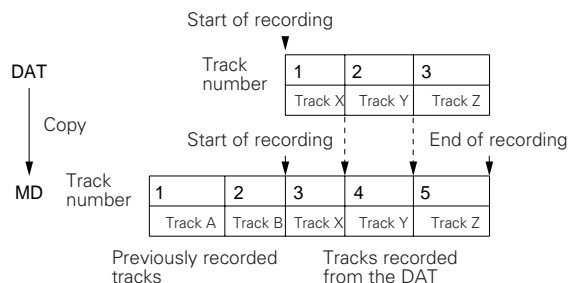 Start of recording
DAT
Track
number
1 2 3
Track X Track Y Track Z
Copy
Start of recording End of recording
MD
Track
number
1 2 3 4 5
Track A Track B Track X Track Y Track Z
Previously recorded
tracks
Tracks recorded
from the DAT